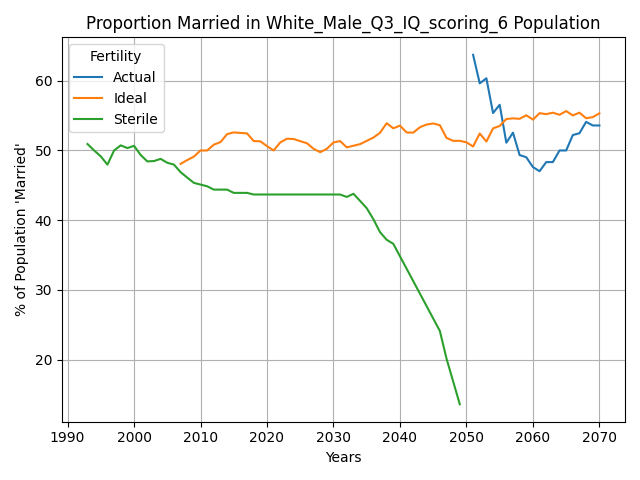 Proportion Married in White_Male_Q3_IQ_scoring_6 Population
% of Population 'Married'
60
50
40
30
20
Fertility
Actual
Ideal
Sterile
1990 2000 2010 2020 2030 2040 2050 2060 2070
Years